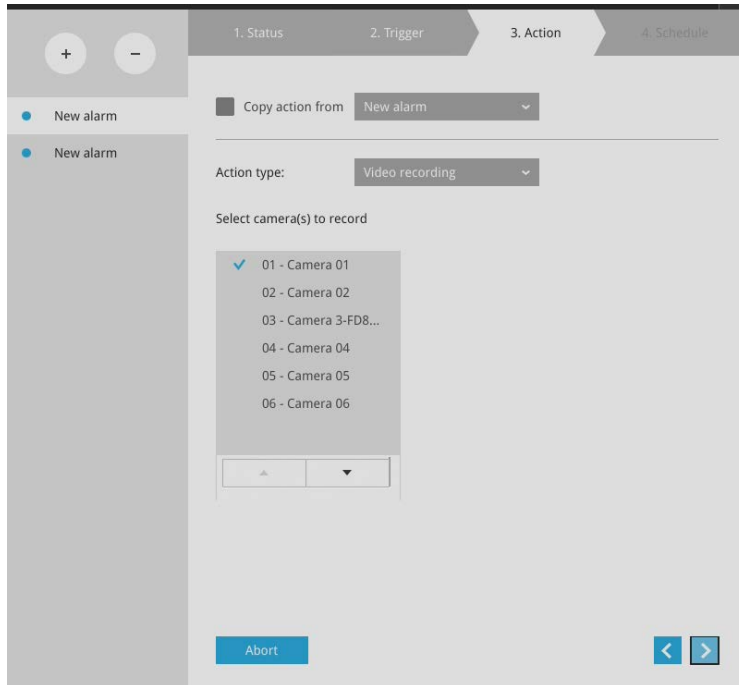 1. Status
2. Trigger
3. Action
4. Schedule
New alarm
New alarm
Copy action from
New alarm
Action type:
Video recording
Select camera(s) to record
01 - Camera 01
02 - Camera 02
03 - Camera 3-FD8...
04 - Camera 04
05 - Camera 05
06 - Camera 06
Abort